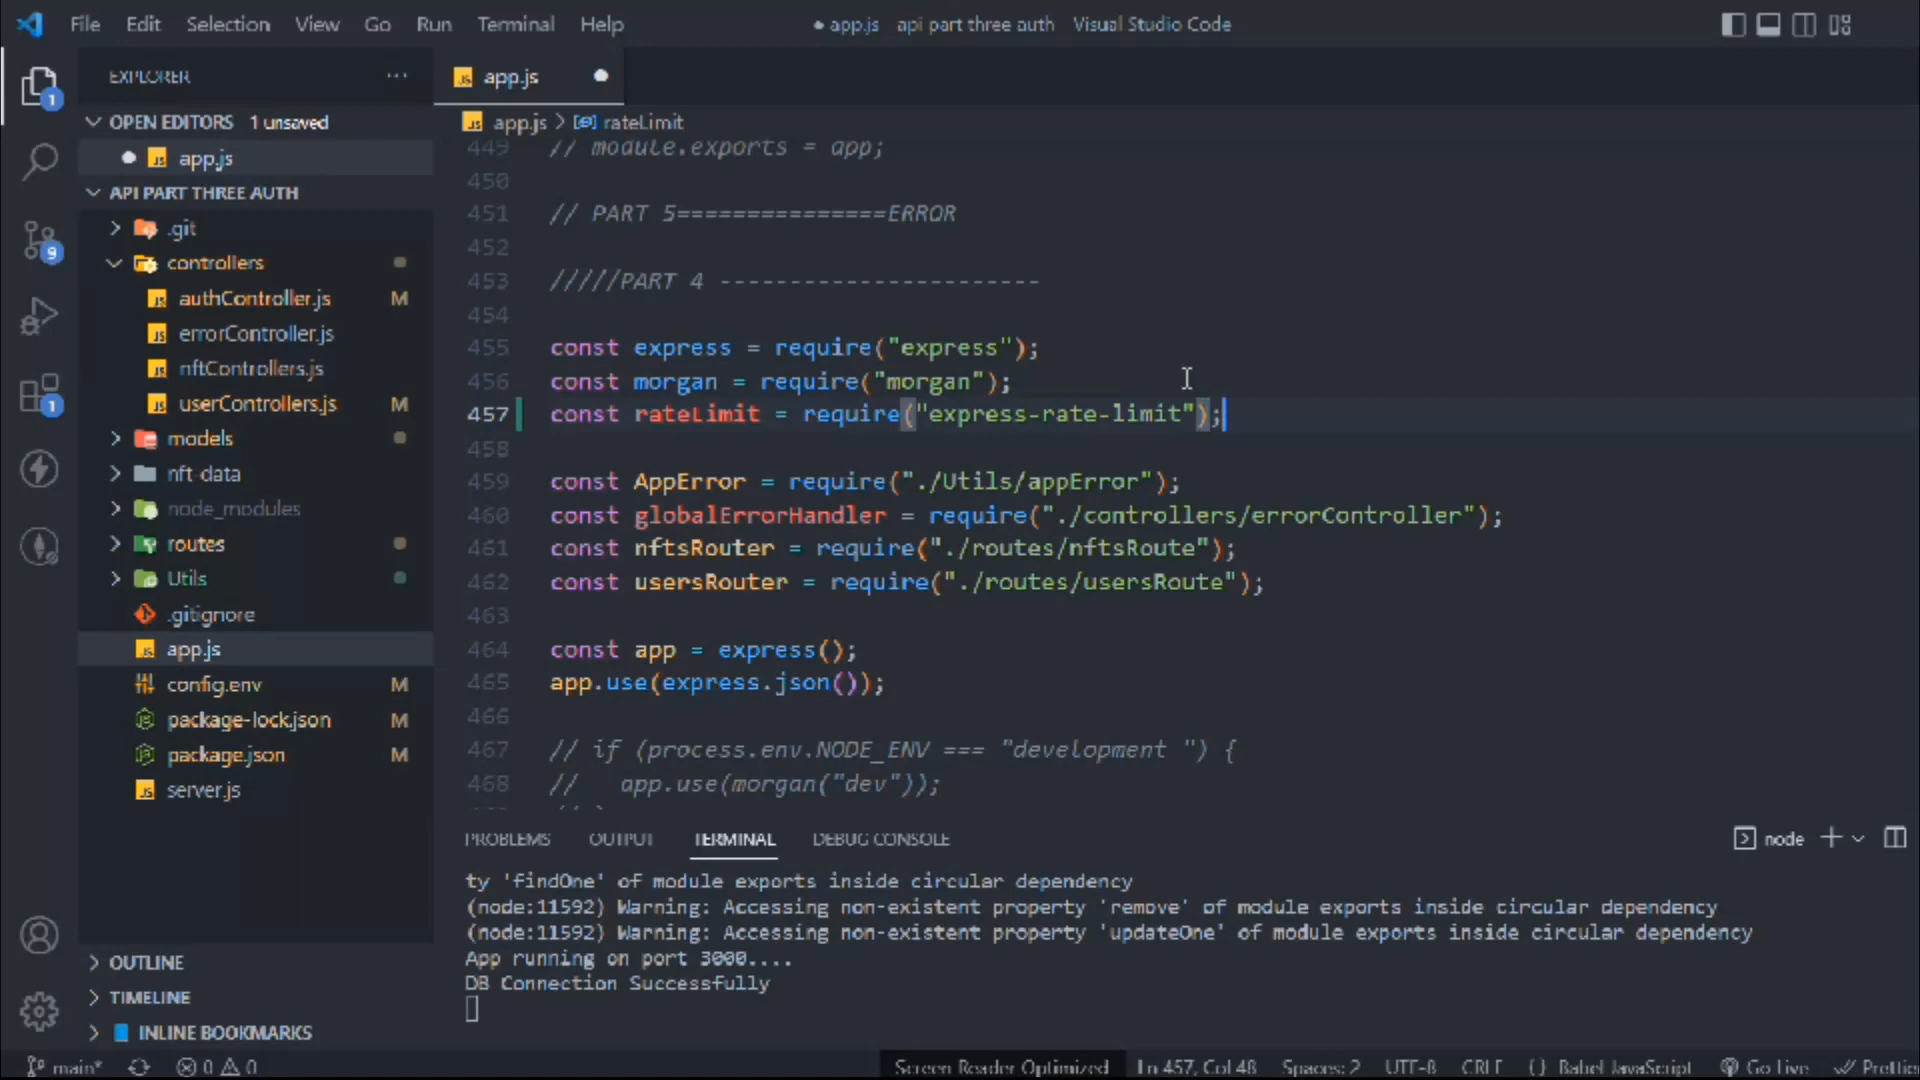 File Edit Selection View Go Run Terminal Help
● app.js api part three auth Visual Studio Code
EXPLORER ...
OPEN EDITORS 1 unsaved
app.js
API PART THREE AUTH
.git
controllers
authController.js M
errorController.js
nftControllers.js
userControllers.js M
models
nft-data
node_modules
routes
Utils
.gitignore
app.js
config.env M
package-lock.json M
package.json M
server.js
OUTLINE
TIMELINE
INLINE BOOKMARKS
1
9
1
JS app.js
JS app.js > rateLimit
449 // module.exports = app;
450
451 // PART 5===============ERROR
452
453 /////PART 4 -----------------------
454
455 const express = require("express");
456 const morgan = require("morgan");
457 const rateLimit = require("express-rate-limit");
458
459 const AppError = require("./Utils/appError");
460 const globalErrorHandler = require("./controllers/errorController");
461 const nftsRouter = require("./routes/nftsRoute");
462 const usersRouter = require("./routes/usersRoute");
463
464 const app = express();
465 app.use(express.json());
466
467 // if (process.env.NODE_ENV === "development ") {
468 //   app.use(morgan("dev"));
PROBLEMS OUTPUT TERMINAL DEBUG CONSOLE
node
ty 'findOne' of module exports inside circular dependency
(node:11592) Warning: Accessing non-existent property 'remove' of module exports inside circular dependency
(node:11592) Warning: Accessing non-existent property 'updateOne' of module exports inside circular dependency
App running on port 3000....
DB Connection Successfully
main* 0 0 Screen Reader Optimized Ln 457, Col 48 Spaces: 2 UTF-8 CRLF {} Babel JavaScript Go Live Prettie